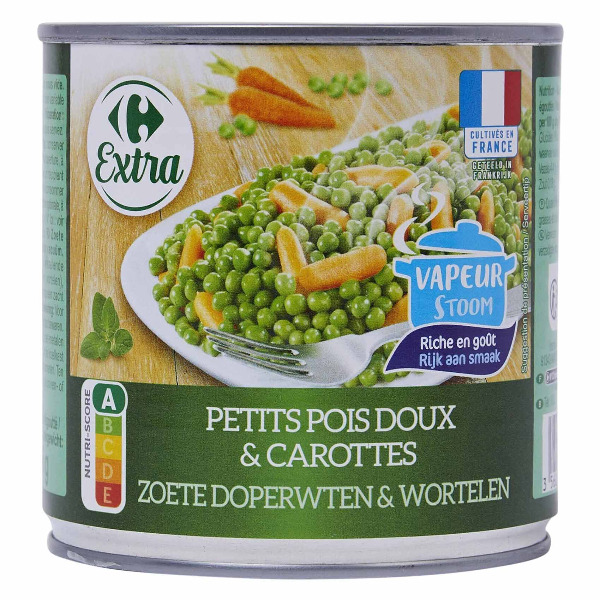 Extra
CULTIVÉS EN
FRANCE
GETEELD IN
FRANKRIJK
VAPEUR
STOOM
Riche en goût
Rijk aan smaak
Suggestion de présentation / Serveertip
NUTRI-SCORE
A
B
C
D
E
PETITS POIS DOUX
& CAROTTES
ZOETE DOPERWTEN & WORTELEN